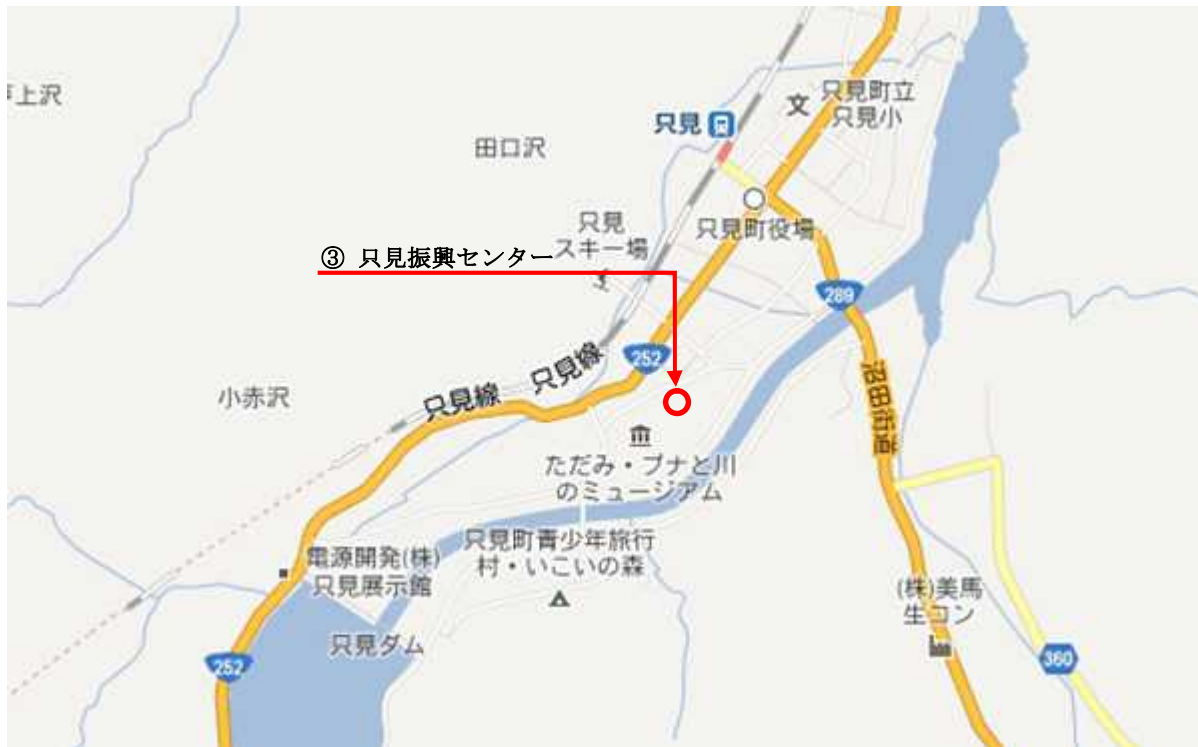 上沢
田口沢
只見
只見町立
只見小
只見町役場
只見
スキー場
③ 只見振興センター
289
252
只見線
只見線
小赤沢
沼田街道
ただみ・ブナと川
のミュージアム
只見町青少年旅行
村・いこいの森
電源開発(株)
只見展示館
只見ダム
(株)美馬
生コン
252
360